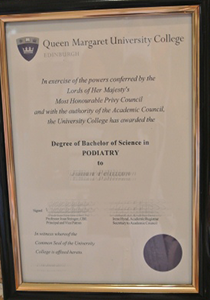 Queen Margaret University College
EDINBURGH
In exercise of the powers conferred by the
Lords of Her Majesty's
Most Honourable Privy Council
and with the authority of the Academic Council,
the University College has awarded the
Degree of Bachelor of Science in
PODIATRY
to
In witness whereof the
Common Seal of the University
College is affixed hereto.